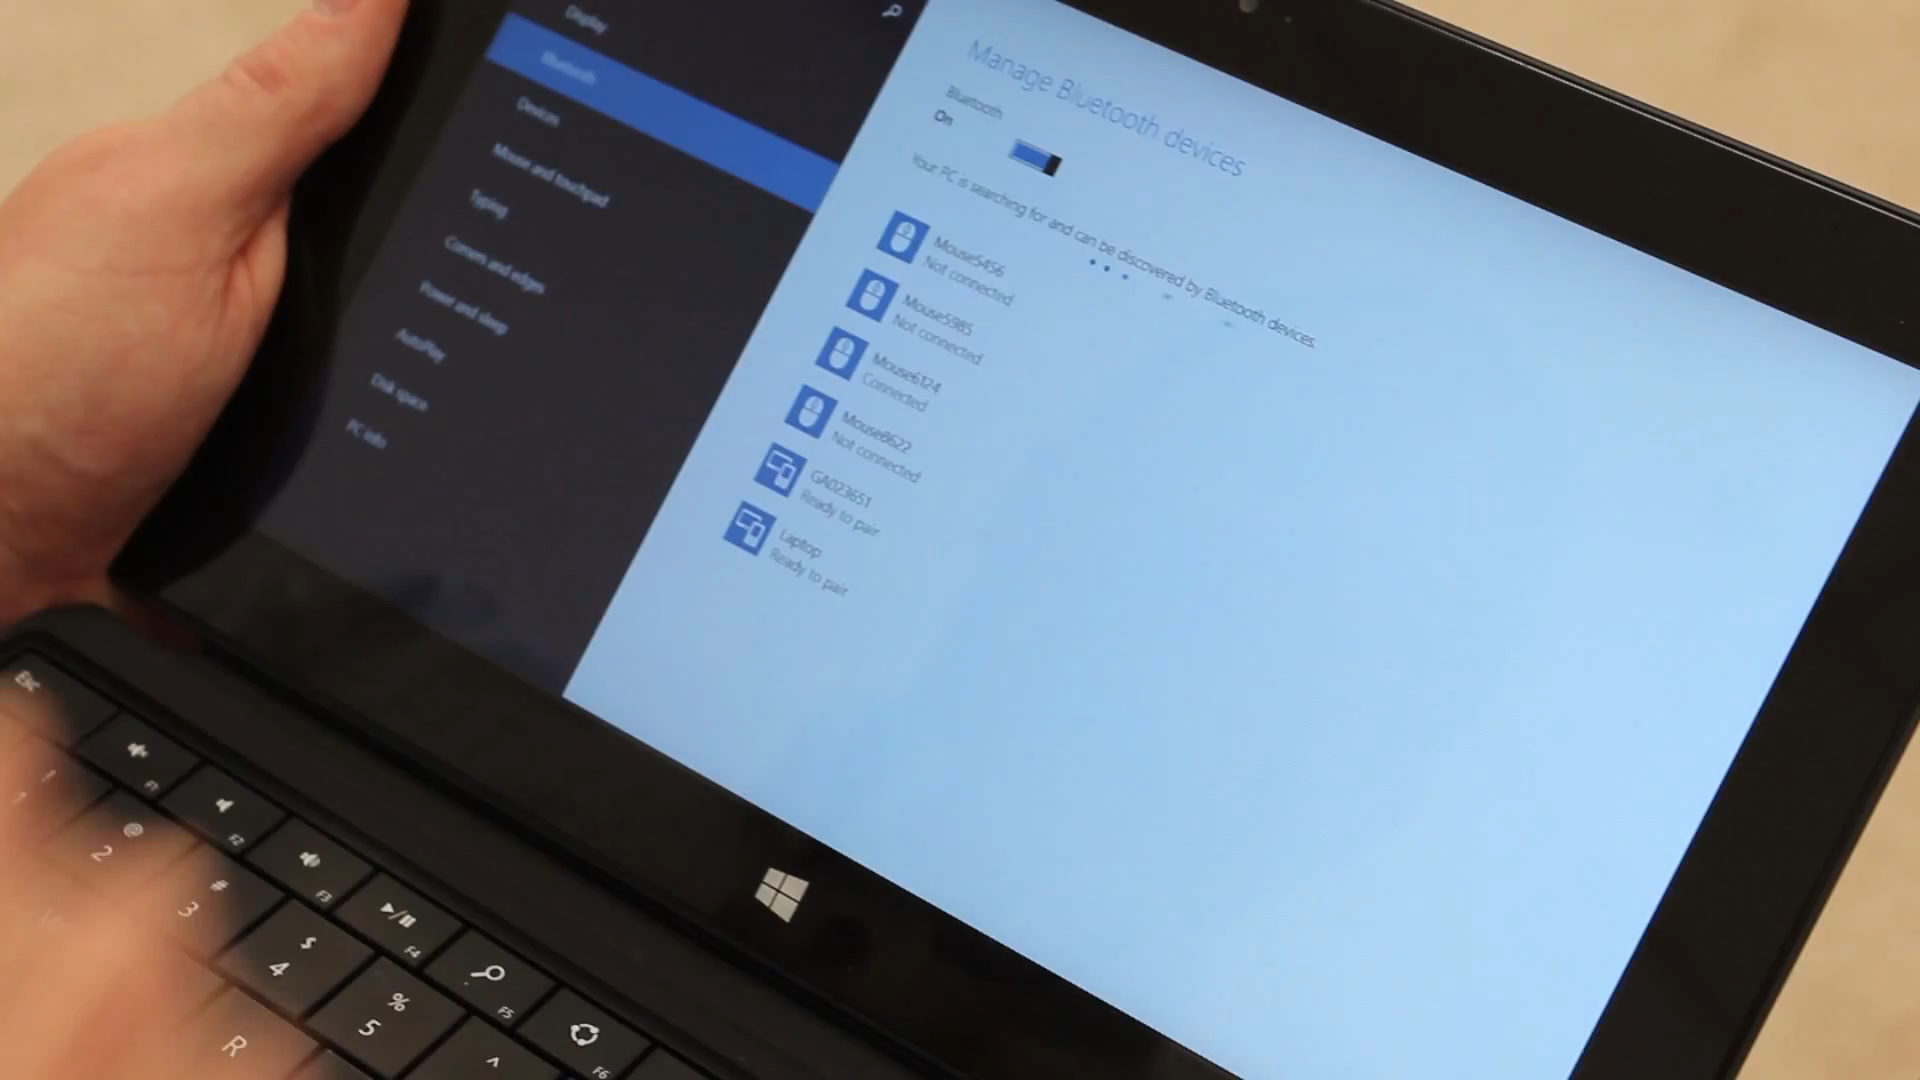 Display
Bluetooth
Devices
Mouse and touchpad
Typing
Corners and edges
Power and sleep
AutoPlay
Disk space
PC info
Manage Bluetooth devices
Bluetooth
On
Your PC is searching for and can be discovered by Bluetooth devices.
Mouse5456
Not connected
Mouse5985
Not connected
Mouse6124
Connected
Mouse8622
Not connected
GA023651
Ready to pair
Laptop
Ready to pair
Esc
F1
F2
F3
F4
F5
F6
! 1
@ 2
# 3
$ 4
% 5
^
W
R